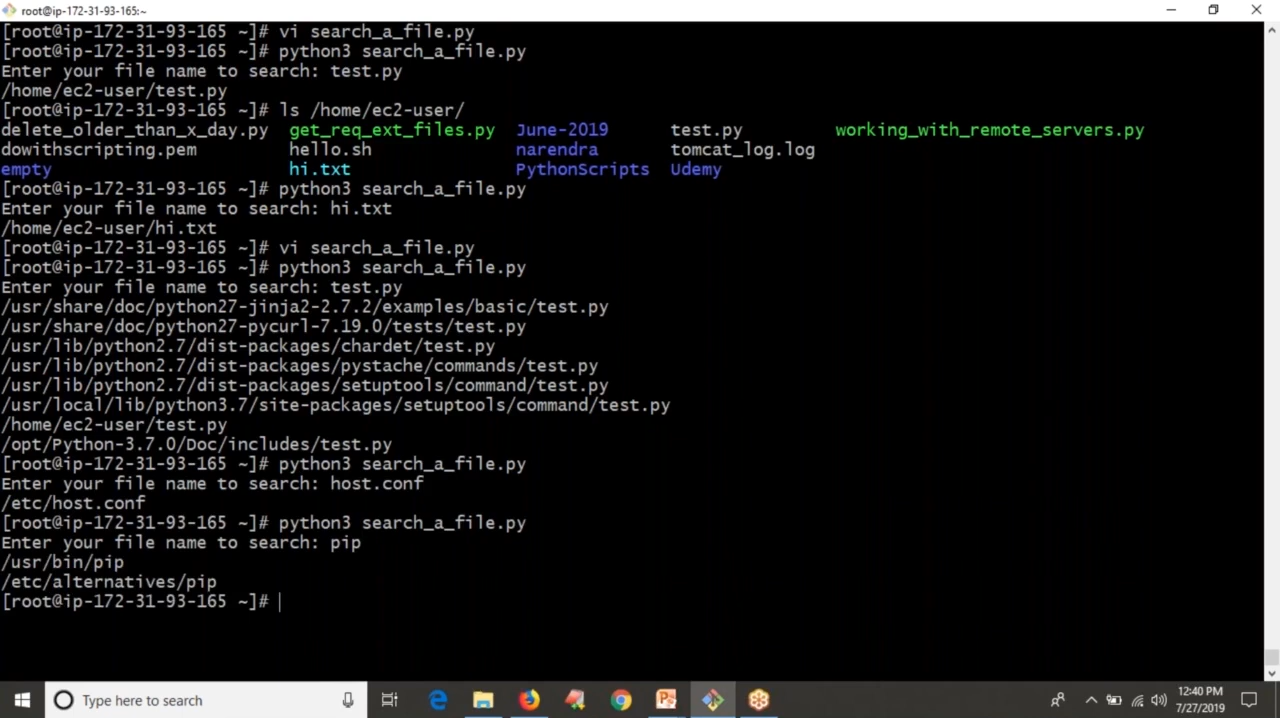 root@ip-172-31-93-165:~
[root@ip-172-31-93-165 ~]# vi search_a_file.py
[root@ip-172-31-93-165 ~]# python3 search_a_file.py
Enter your file name to search: test.py
/home/ec2-user/test.py
[root@ip-172-31-93-165 ~]# ls /home/ec2-user/
delete_older_than_x_day.py get_req_ext_files.py June-2019 test.py working_with_remote_servers.py
dowithscripting.pem hello.sh narendra tomcat_log.log
empty hi.txt PythonScripts Udemy
[root@ip-172-31-93-165 ~]# python3 search_a_file.py
Enter your file name to search: hi.txt
/home/ec2-user/hi.txt
[root@ip-172-31-93-165 ~]# vi search_a_file.py
[root@ip-172-31-93-165 ~]# python3 search_a_file.py
Enter your file name to search: test.py
/usr/share/doc/python27-jinja2-2.7.2/examples/basic/test.py
/usr/share/doc/python27-pycurl-7.19.0/tests/test.py
/usr/lib/python2.7/dist-packages/chardet/test.py
/usr/lib/python2.7/dist-packages/pystache/commands/test.py
/usr/lib/python2.7/dist-packages/setuptools/command/test.py
/usr/local/lib/python3.7/site-packages/setuptools/command/test.py
/home/ec2-user/test.py
/opt/Python-3.7.0/Doc/includes/test.py
[root@ip-172-31-93-165 ~]# python3 search_a_file.py
Enter your file name to search: host.conf
/etc/host.conf
[root@ip-172-31-93-165 ~]# python3 search_a_file.py
Enter your file name to search: pip
/usr/bin/pip
/etc/alternatives/pip
[root@ip-172-31-93-165 ~]#
Type here to search
12:40 PM
7/27/2019